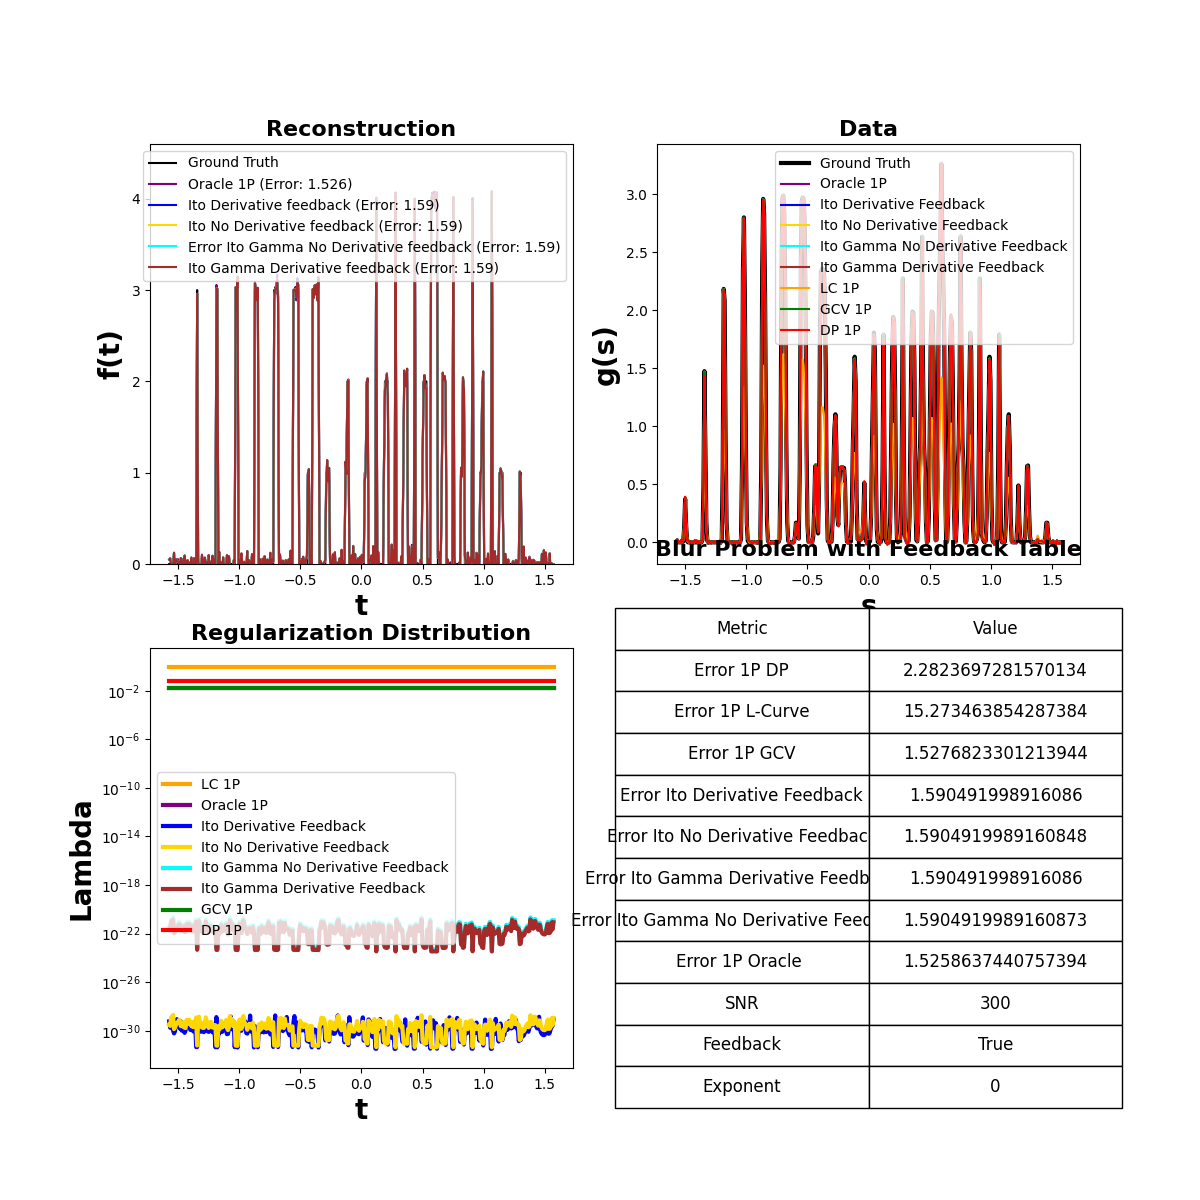 Reconstruction
Ground Truth
Oracle 1P (Error: 1.526)
Ito Derivative feedback (Error: 1.59)
Ito No Derivative feedback (Error: 1.59)
Error Ito Gamma No Derivative feedback (Error: 1.59)
Ito Gamma Derivative feedback (Error: 1.59)
f(t)
4
3
2
1
0
−1.5 −1.0 −0.5 0.0 0.5 1.0 1.5
t
Data
Ground Truth
Oracle 1P
Ito Derivative Feedback
Ito No Derivative Feedback
Ito Gamma No Derivative Feedback
Ito Gamma Derivative Feedback
LC 1P
GCV 1P
DP 1P
g(s)
3.0
2.5
2.0
1.5
1.0
0.5
0.0
−1.5 −1.0 −0.5 0.0 0.5 1.0 1.5
s
Regularization Distribution
Lambda
10⁻²
10⁻⁶
10⁻¹⁰
10⁻¹⁴
10⁻¹⁸
10⁻²²
10⁻²⁶
10⁻³⁰
LC 1P
Oracle 1P
Ito Derivative Feedback
Ito No Derivative Feedback
Ito Gamma No Derivative Feedback
Ito Gamma Derivative Feedback
GCV 1P
DP 1P
−1.5 −1.0 −0.5 0.0 0.5 1.0 1.5
t
Blur Problem with Feedback Table
Metric Value
Error 1P DP 2.2823697281570134
Error 1P L-Curve 15.273463854287384
Error 1P GCV 1.5276823301213944
Error Ito Derivative Feedback 1.590491998916086
Error Ito No Derivative Feedbac 1.5904919989160848
Error Ito Gamma Derivative Feedb 1.590491998916086
Error Ito Gamma No Derivative Feed 1.5904919989160873
Error 1P Oracle 1.5258637440757394
SNR 300
Feedback True
Exponent 0